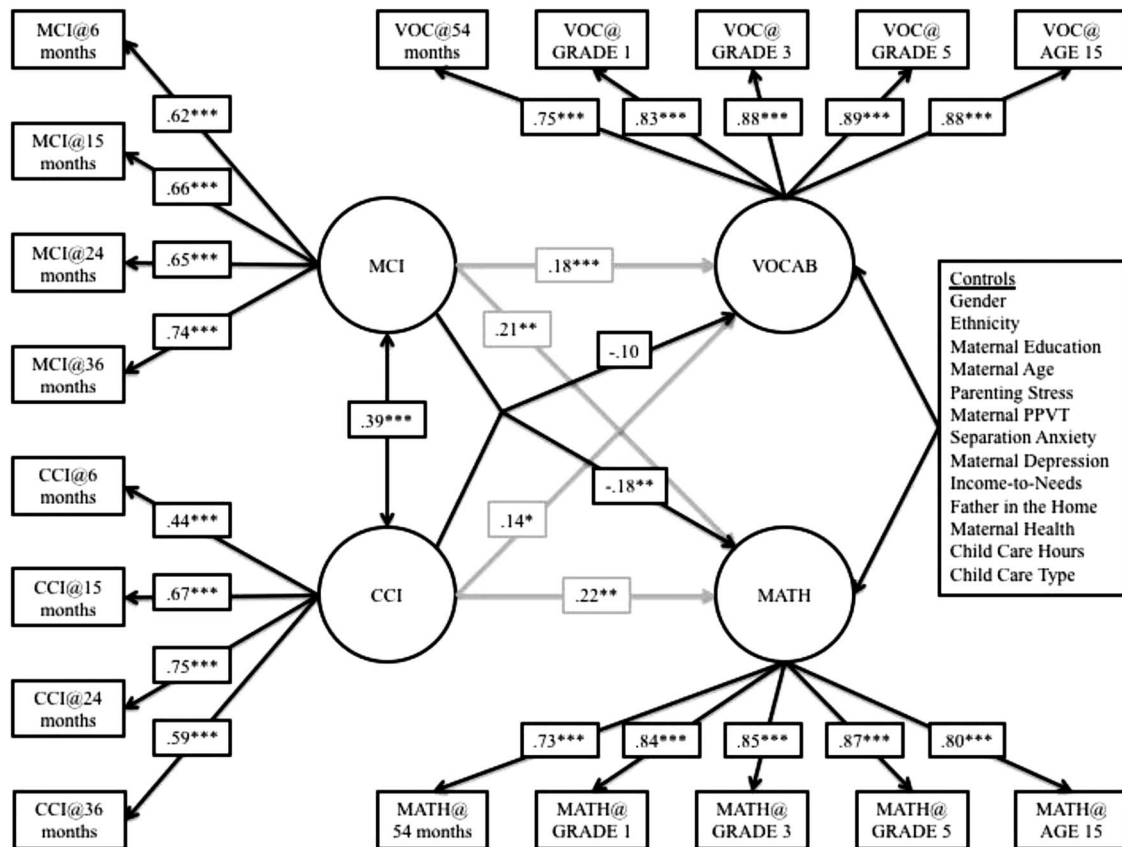 MCI@6
months
VOC@54
months
VOC@
GRADE 1
VOC@
GRADE 3
VOC@
GRADE 5
VOC@
AGE 15
.62***
.75***
.83***
.88***
.89***
.88***
MCI@15
months
.66***
MCI@24
months
.65***
MCI
.18***
VOCAB
MCI@36
months
.74***
.21**
-.10
Controls
Gender
Ethnicity
Maternal Education
Maternal Age
Parenting Stress
Maternal PPVT
Separation Anxiety
Maternal Depression
Income-to-Needs
Father in the Home
Maternal Health
Child Care Hours
Child Care Type
.39***
CCI@6
months
.44***
-.18**
.14*
CCI@15
months
.67***
CCI
.22**
MATH
CCI@24
months
.75***
.59***
CCI@36
months
.73***
.84***
.85***
.87***
.80***
MATH@
54 months
MATH@
GRADE 1
MATH@
GRADE 3
MATH@
GRADE 5
MATH@
AGE 15